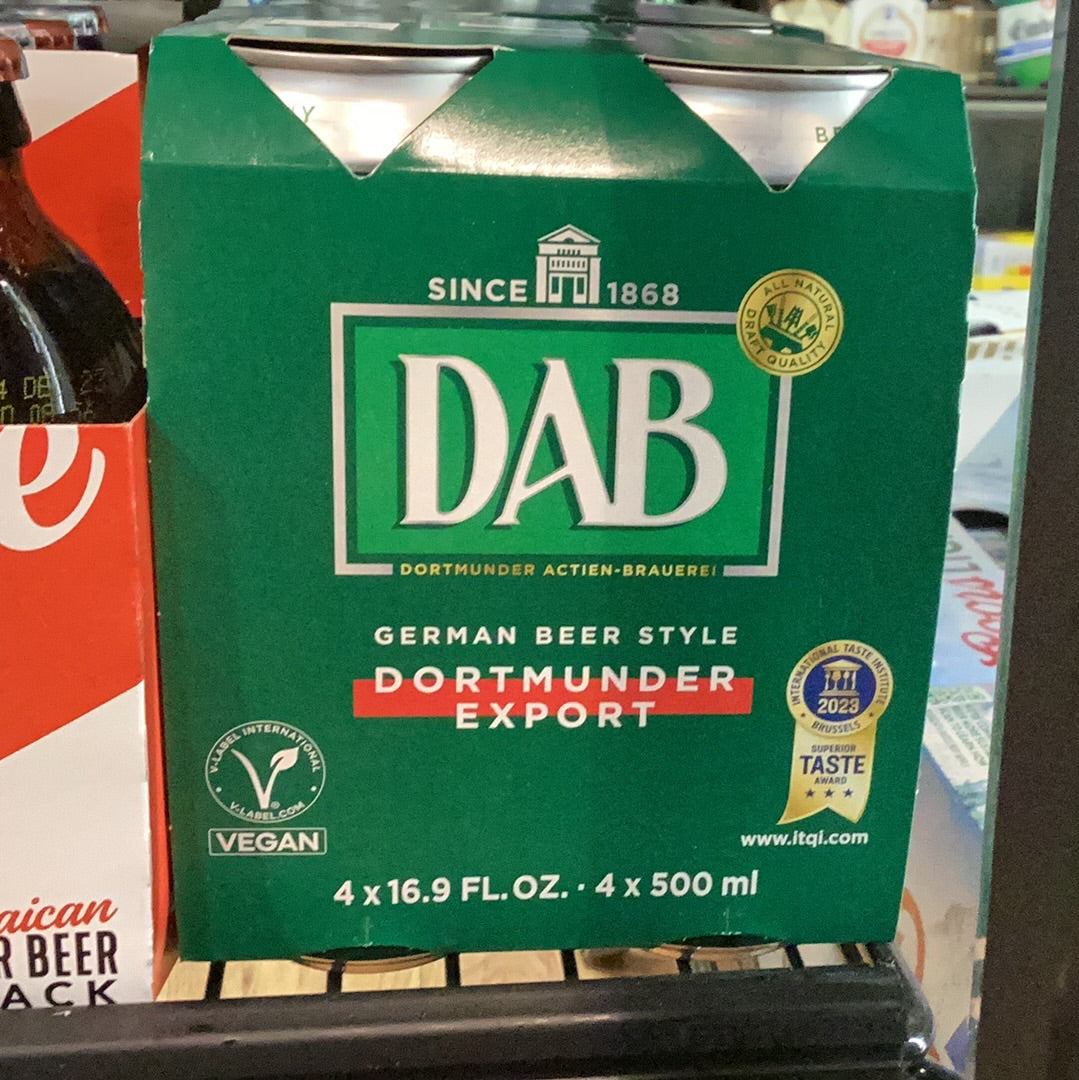 SINCE 1868
ALL NATURAL
DRAFT QUALITY
DAB
DORTMUNDER ACTIEN-BRAUEREI
GERMAN BEER STYLE
DORTMUNDER
EXPORT
V-LABEL INTERNATIONAL
V-LABEL.COM
VEGAN
INTERNATIONAL TASTE INSTITUTE
2023
BRUSSELS
SUPERIOR
TASTE
AWARD
www.itqi.com
4 x 16.9 FL. OZ. · 4 x 500 ml
BEER
ACK